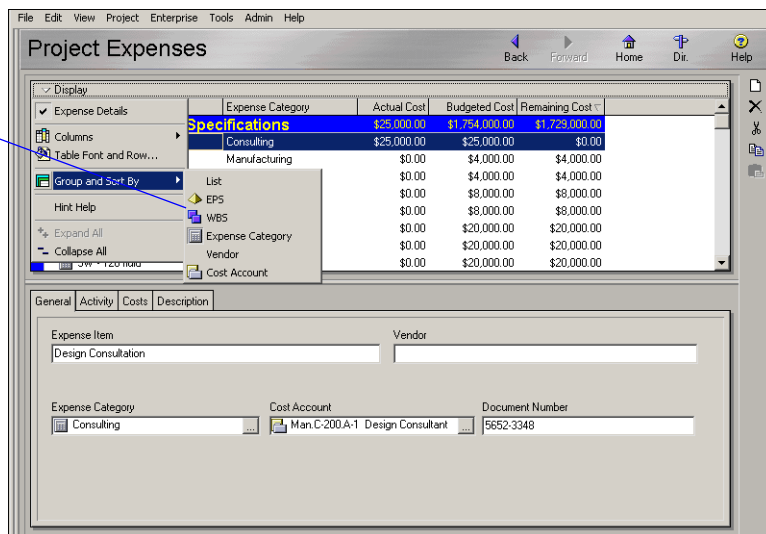 File Edit View Project Enterprise Tools Admin Help
Project Expenses
Back Forward Home Dir. Help
Display
Expense Category Actual Cost Budgeted Cost Remaining Cost
Specifications $25,000.00 $1,754,000.00 $1,729,000.00
Consulting $25,000.00 $25,000.00 $0.00
Manufacturing $0.00 $4,000.00 $4,000.00
$0.00 $4,000.00 $4,000.00
$0.00 $8,000.00 $8,000.00
$0.00 $8,000.00 $8,000.00
$0.00 $20,000.00 $20,000.00
$0.00 $20,000.00 $20,000.00
$0.00 $20,000.00 $20,000.00
Expense Details
Columns
Table Font and Row...
Group and Sort By
Hint Help
Expand All
Collapse All
List
EPS
WBS
Expense Category
Vendor
Cost Account
General Activity Costs Description
Expense Item Vendor
Design Consultation
Expense Category Cost Account Document Number
Consulting ... Man.C-200.A-1 Design Consultant ... 5652-3348